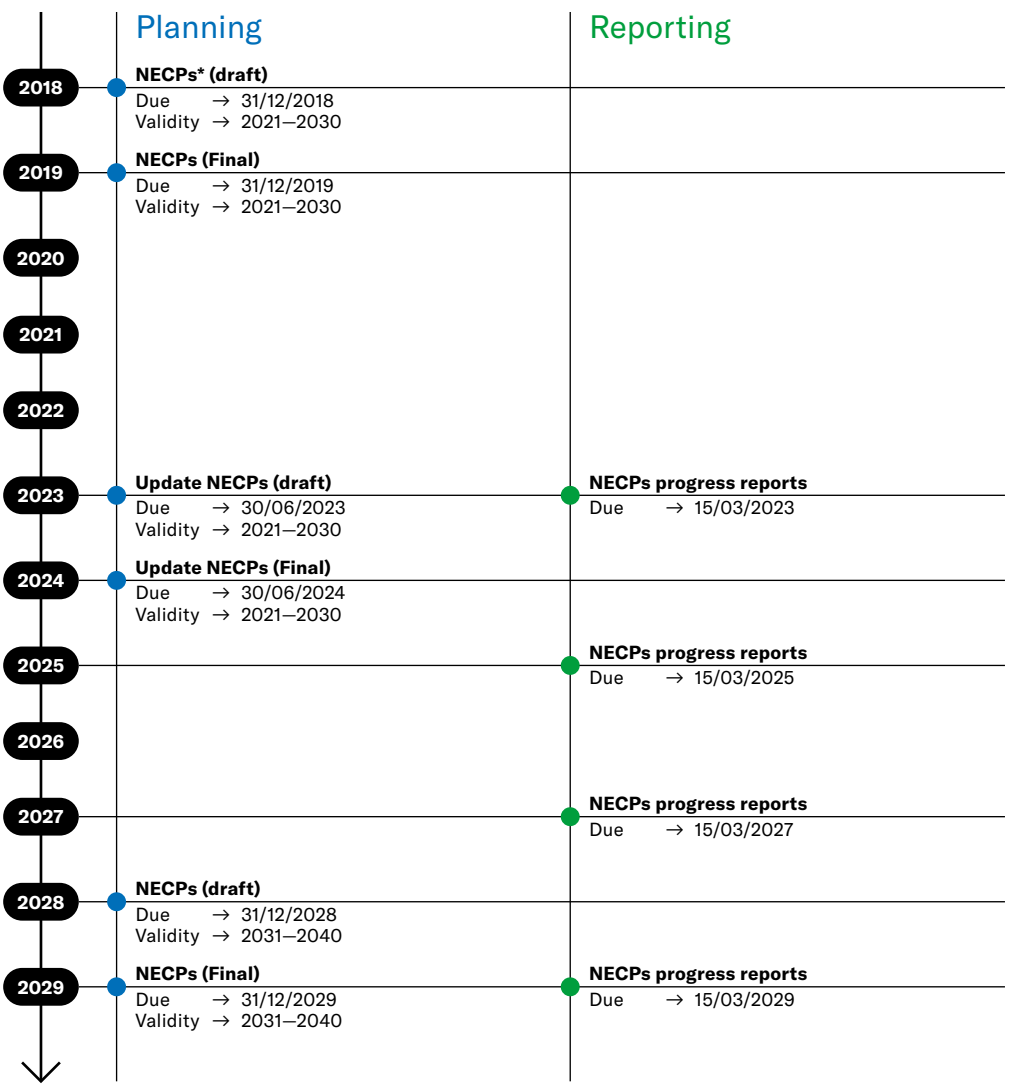 Planning
Reporting
2018
NECPs* (draft)
Due → 31/12/2018
Validity → 2021—2030
2019
NECPs (Final)
Due → 31/12/2019
Validity → 2021—2030
2020
2021
2022
2023
Update NECPs (draft)
Due → 30/06/2023
Validity → 2021—2030
NECPs progress reports
Due → 15/03/2023
2024
Update NECPs (Final)
Due → 30/06/2024
Validity → 2021—2030
2025
NECPs progress reports
Due → 15/03/2025
2026
2027
NECPs progress reports
Due → 15/03/2027
2028
NECPs (draft)
Due → 31/12/2028
Validity → 2031—2040
2029
NECPs (Final)
Due → 31/12/2029
Validity → 2031—2040
NECPs progress reports
Due → 15/03/2029